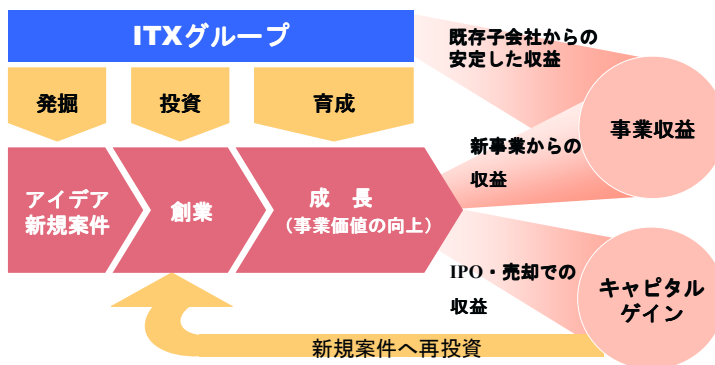 ITXグループ
既存子会社からの
安定した収益
発掘
投資
育成
事業収益
新事業からの
収益
アイデア
新規案件
創業
成　長
（事業価値の向上）
IPO・売却での
収益
キャピタル
ゲイン
新規案件へ再投資